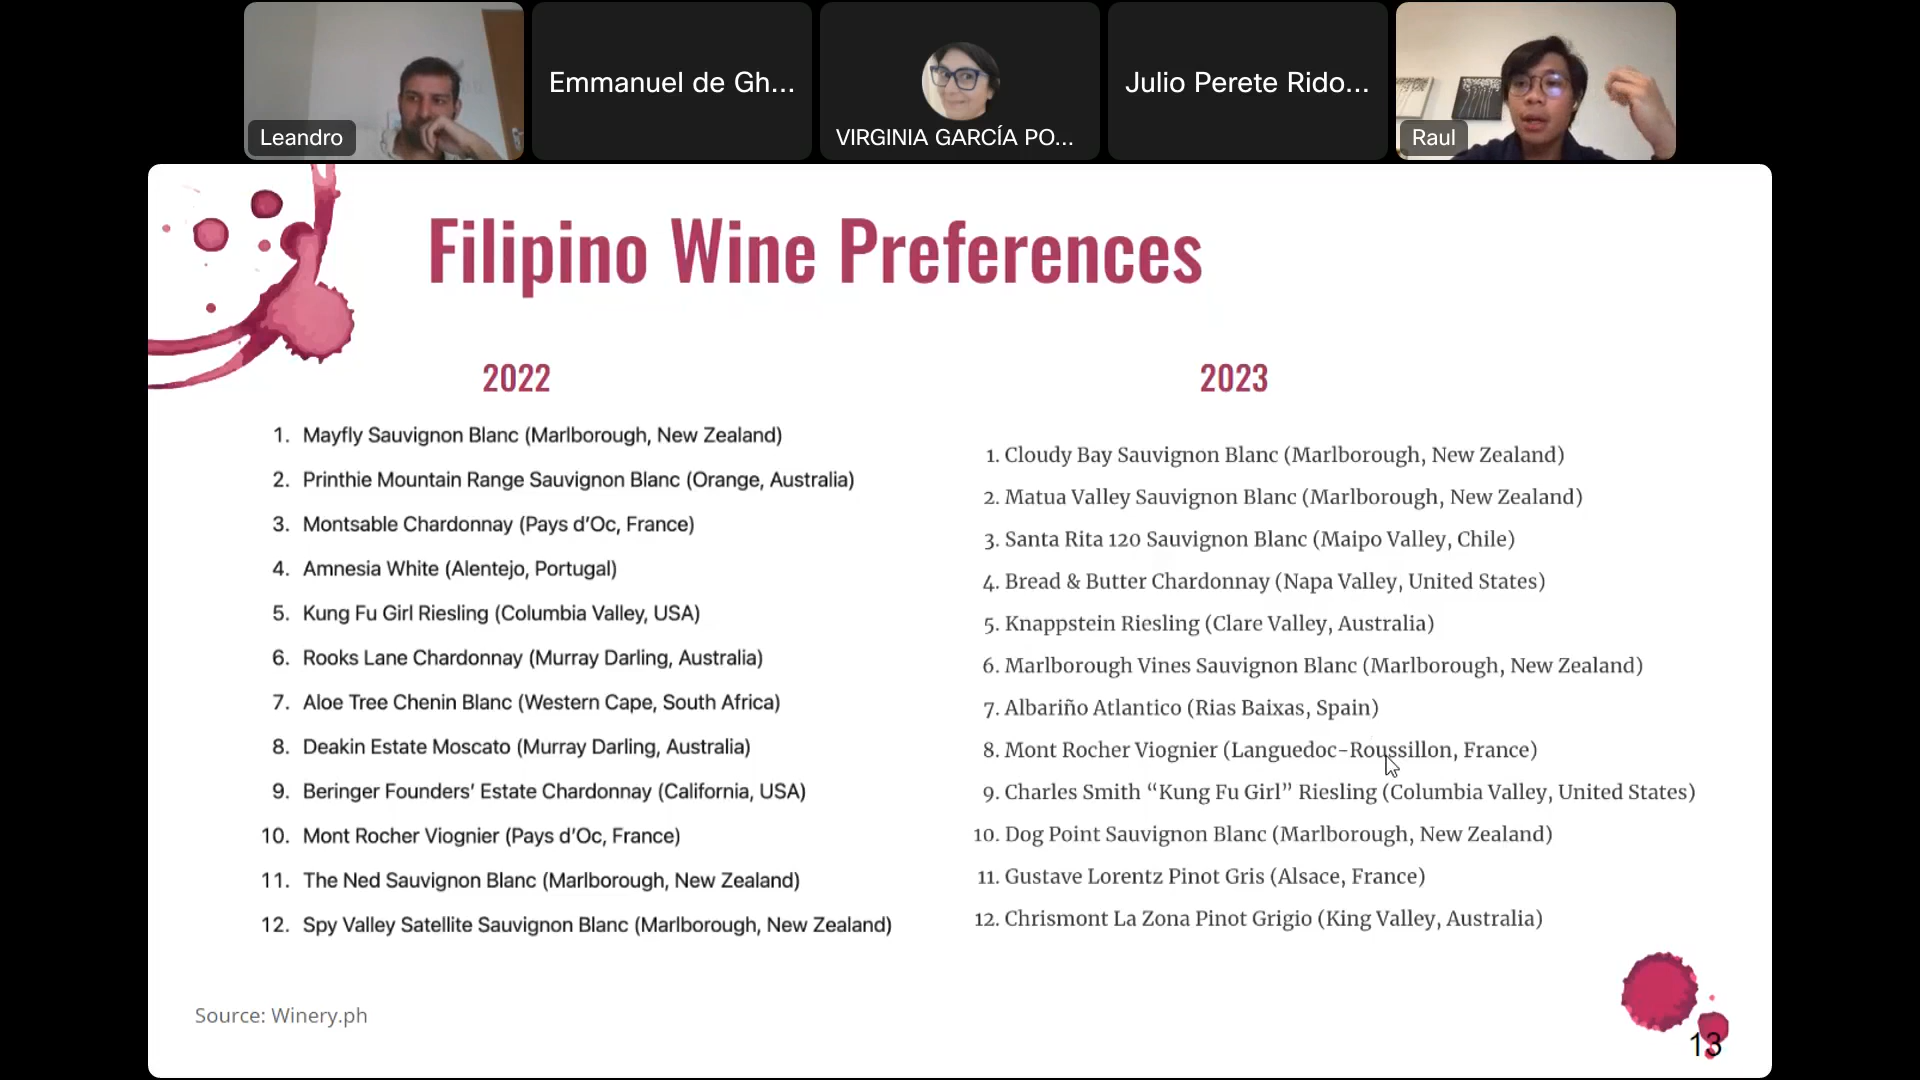 Leandro
Emmanuel de Gh...
VIRGINIA GARCÍA PO...
Julio Perete Rido...
Raul
Filipino Wine Preferences
2022
1. Mayfly Sauvignon Blanc (Marlborough, New Zealand)
2. Printhie Mountain Range Sauvignon Blanc (Orange, Australia)
3. Montsable Chardonnay (Pays d’Oc, France)
4. Amnesia White (Alentejo, Portugal)
5. Kung Fu Girl Riesling (Columbia Valley, USA)
6. Rooks Lane Chardonnay (Murray Darling, Australia)
7. Aloe Tree Chenin Blanc (Western Cape, South Africa)
8. Deakin Estate Moscato (Murray Darling, Australia)
9. Beringer Founders’ Estate Chardonnay (California, USA)
10. Mont Rocher Viognier (Pays d’Oc, France)
11. The Ned Sauvignon Blanc (Marlborough, New Zealand)
12. Spy Valley Satellite Sauvignon Blanc (Marlborough, New Zealand)
2023
1. Cloudy Bay Sauvignon Blanc (Marlborough, New Zealand)
2. Matua Valley Sauvignon Blanc (Marlborough, New Zealand)
3. Santa Rita 120 Sauvignon Blanc (Maipo Valley, Chile)
4. Bread & Butter Chardonnay (Napa Valley, United States)
5. Knappstein Riesling (Clare Valley, Australia)
6. Marlborough Vines Sauvignon Blanc (Marlborough, New Zealand)
7. Albariño Atlantico (Rias Baixas, Spain)
8. Mont Rocher Viognier (Languedoc-Roussillon, France)
9. Charles Smith “Kung Fu Girl” Riesling (Columbia Valley, United States)
10. Dog Point Sauvignon Blanc (Marlborough, New Zealand)
11. Gustave Lorentz Pinot Gris (Alsace, France)
12. Chrismont La Zona Pinot Grigio (King Valley, Australia)
Source: Winery.ph
13